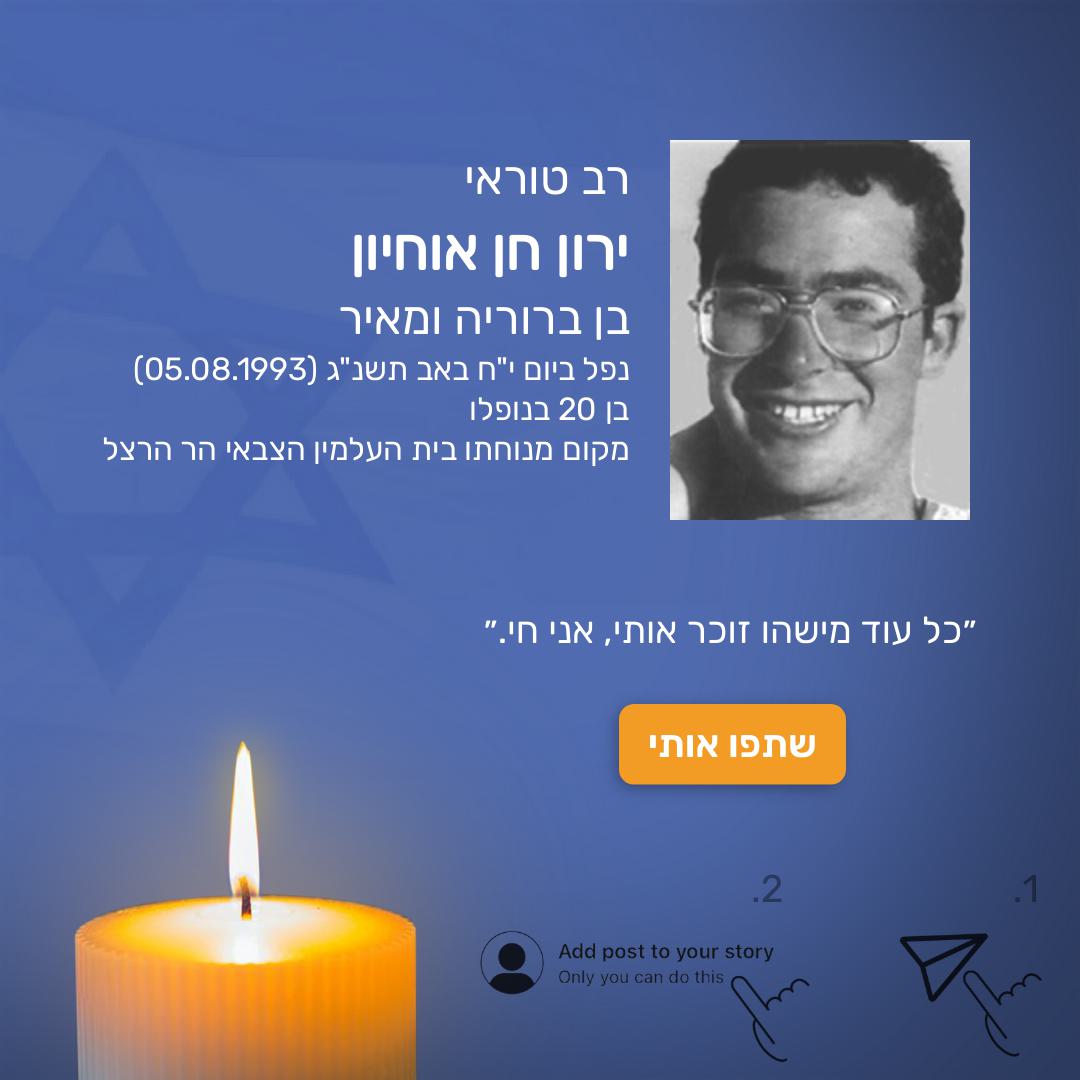 רב טוראי
ירון חן אוחיון
בן ברוריה ומאיר
נפל ביום י"ח באב תשנ"ג (05.08.1993)
בן 20 בנופלו
מקום מנוחתו בית העלמין הצבאי הר הרצל
״כל עוד מישהו זוכר אותי, אני חי.״
שתפו אותי
.1
.2
Add post to your story
Only you can do this